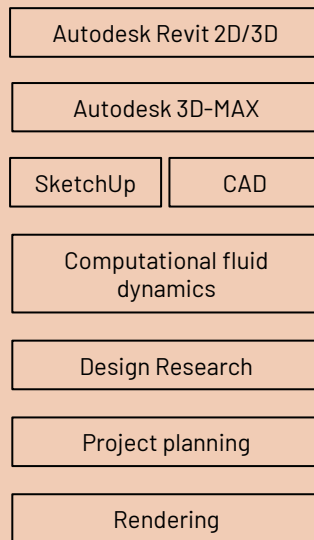 Autodesk Revit 2D/3D
Autodesk 3D-MAX
SketchUp
CAD
Computational fluid
dynamics
Design Research
Project planning
Rendering